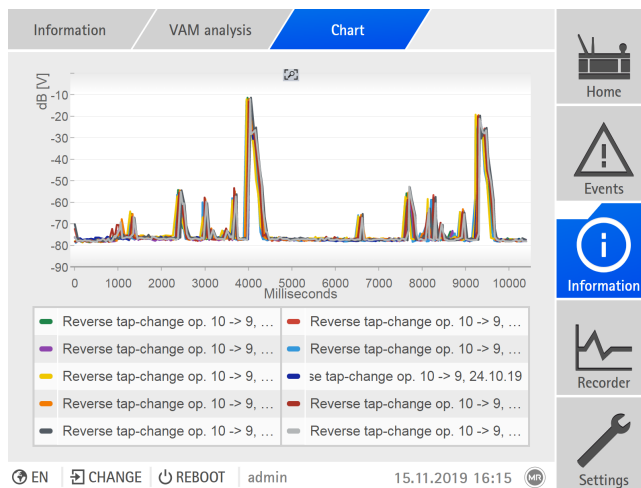 Information
VAM analysis
Chart
Home
Events
Information
Recorder
Settings
dB [V]
-10
-20
-30
-40
-50
-60
-70
-80
-90
0 1000 2000 3000 4000 5000 6000 7000 8000 9000 10000
Milliseconds
Reverse tap-change op. 10 -> 9, ...
Reverse tap-change op. 10 -> 9, ...
Reverse tap-change op. 10 -> 9, ...
Reverse tap-change op. 10 -> 9, ...
Reverse tap-change op. 10 -> 9, ...
se tap-change op. 10 -> 9, 24.10.19
Reverse tap-change op. 10 -> 9, ...
Reverse tap-change op. 10 -> 9, ...
Reverse tap-change op. 10 -> 9, ...
Reverse tap-change op. 10 -> 9, ...
EN
CHANGE
REBOOT
admin
15.11.2019 16:15
MR